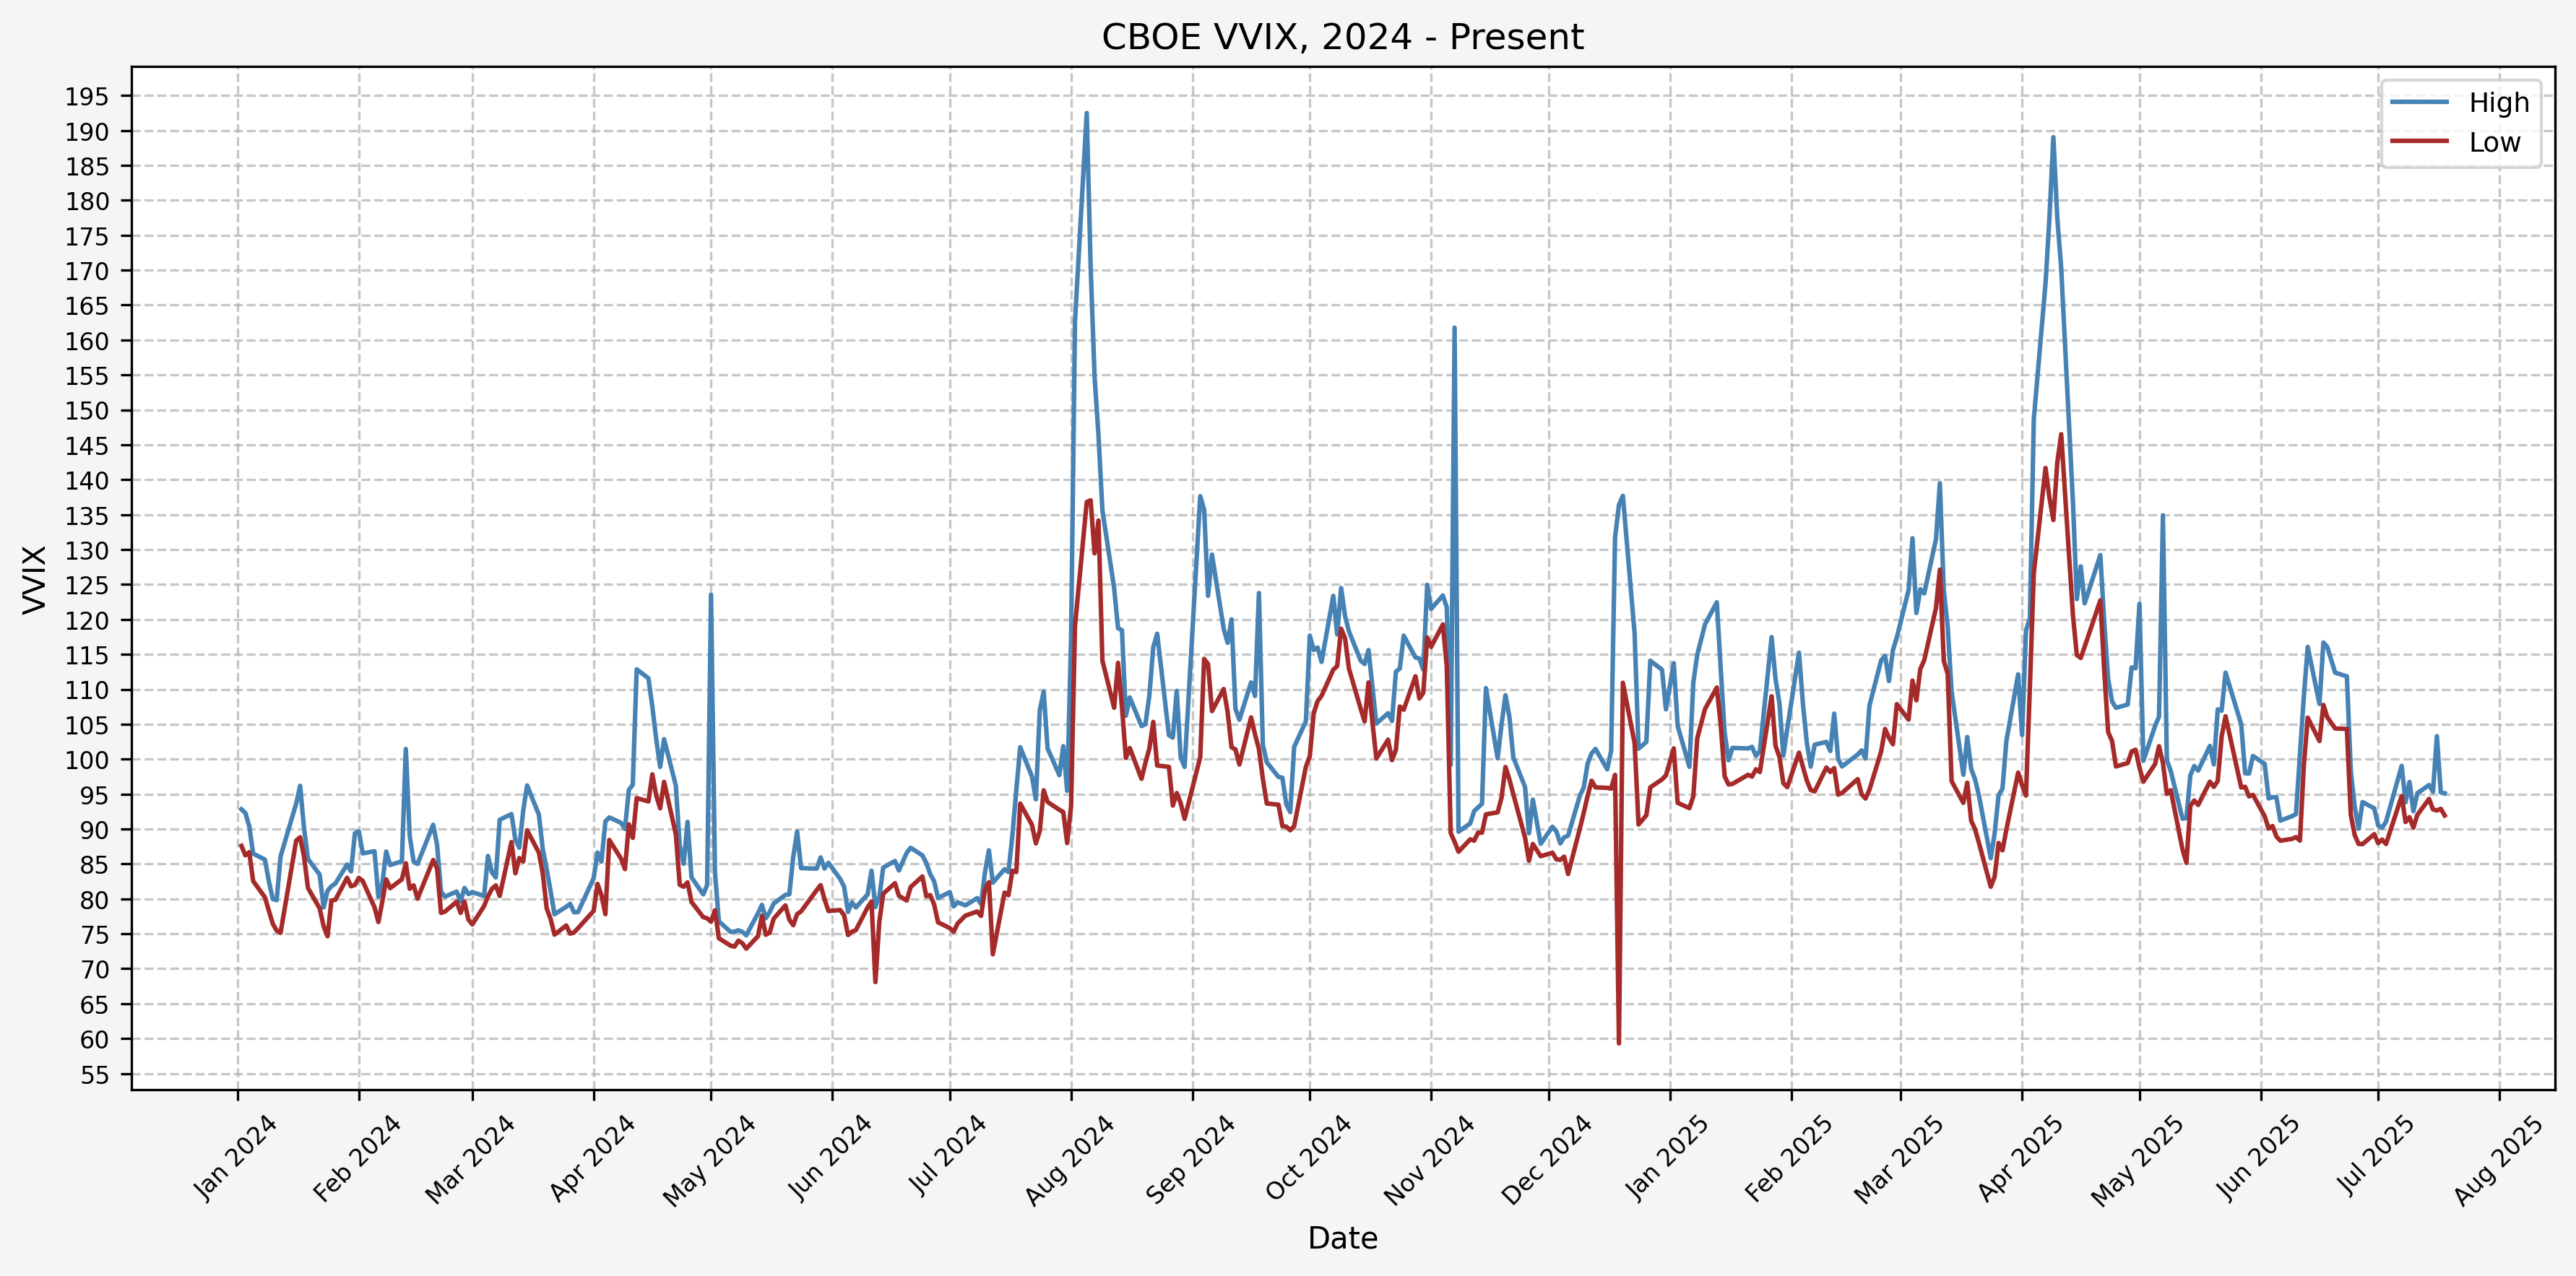 CBOE VVIX, 2024 - Present
High
Low
VVIX
195
190
185
180
175
170
165
160
155
150
145
140
135
130
125
120
115
110
105
100
95
90
85
80
75
70
65
60
55
Jan 2024
Feb 2024
Mar 2024
Apr 2024
May 2024
Jun 2024
Jul 2024
Aug 2024
Sep 2024
Oct 2024
Nov 2024
Dec 2024
Jan 2025
Feb 2025
Mar 2025
Apr 2025
May 2025
Jun 2025
Jul 2025
Aug 2025
Date